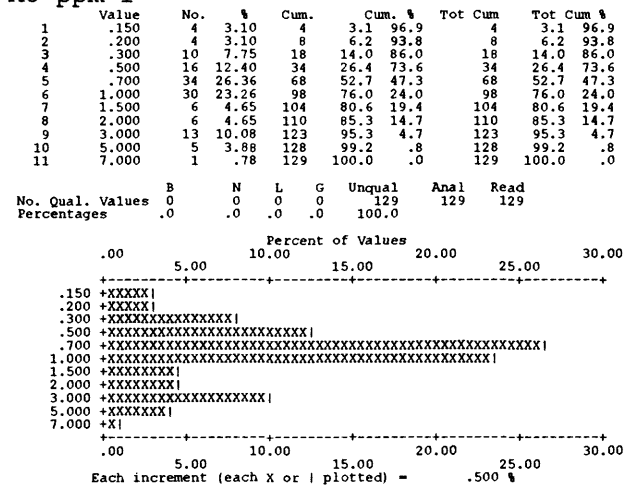 Value No. % Cum. Cum. % Tot Cum Tot Cum %
1 .150 4 3.10 4 3.1 96.9 4 3.1 96.9
2 .200 4 3.10 8 6.2 93.8 8 6.2 93.8
3 .300 10 7.75 18 14.0 86.0 18 14.0 86.0
4 .500 16 12.40 34 26.4 73.6 34 26.4 73.6
5 .700 34 26.36 68 52.7 47.3 68 52.7 47.3
6 1.000 30 23.26 98 76.0 24.0 98 76.0 24.0
7 1.500 6 4.65 104 80.6 19.4 104 80.6 19.4
8 2.000 6 4.65 110 85.3 14.7 110 85.3 14.7
9 3.000 13 10.08 123 95.3 4.7 123 95.3 4.7
10 5.000 5 3.88 128 99.2 .8 128 99.2 .8
11 7.000 1 .78 129 100.0 .0 129 100.0 .0
B N L G Unqual Anal Read
No. Qual. Values 0 0 0 0 129 129 129
Percentages .0 .0 .0 .0 100.0
Percent of Values
.00 10.00 20.00 30.00
5.00 15.00 25.00
+---------+---------+---------+---------+---------+---------+
.150 +XXXXX|
.200 +XXXXX|
.300 +XXXXXXXXXXXXXXX|
.500 +XXXXXXXXXXXXXXXXXXXXXXXX|
.700 +XXXXXXXXXXXXXXXXXXXXXXXXXXXXXXXXXXXXXXXXXXXXXXXXXXXX|
1.000 +XXXXXXXXXXXXXXXXXXXXXXXXXXXXXXXXXXXXXXXXXXXXXX|
1.500 +XXXXXXXX|
2.000 +XXXXXXXX|
3.000 +XXXXXXXXXXXXXXXXXXX|
5.000 +XXXXXXX|
7.000 +X|
+---------+---------+---------+---------+---------+---------+
.00 10.00 20.00 30.00
5.00 15.00 25.00
Each increment (each X or | plotted) = .500 %